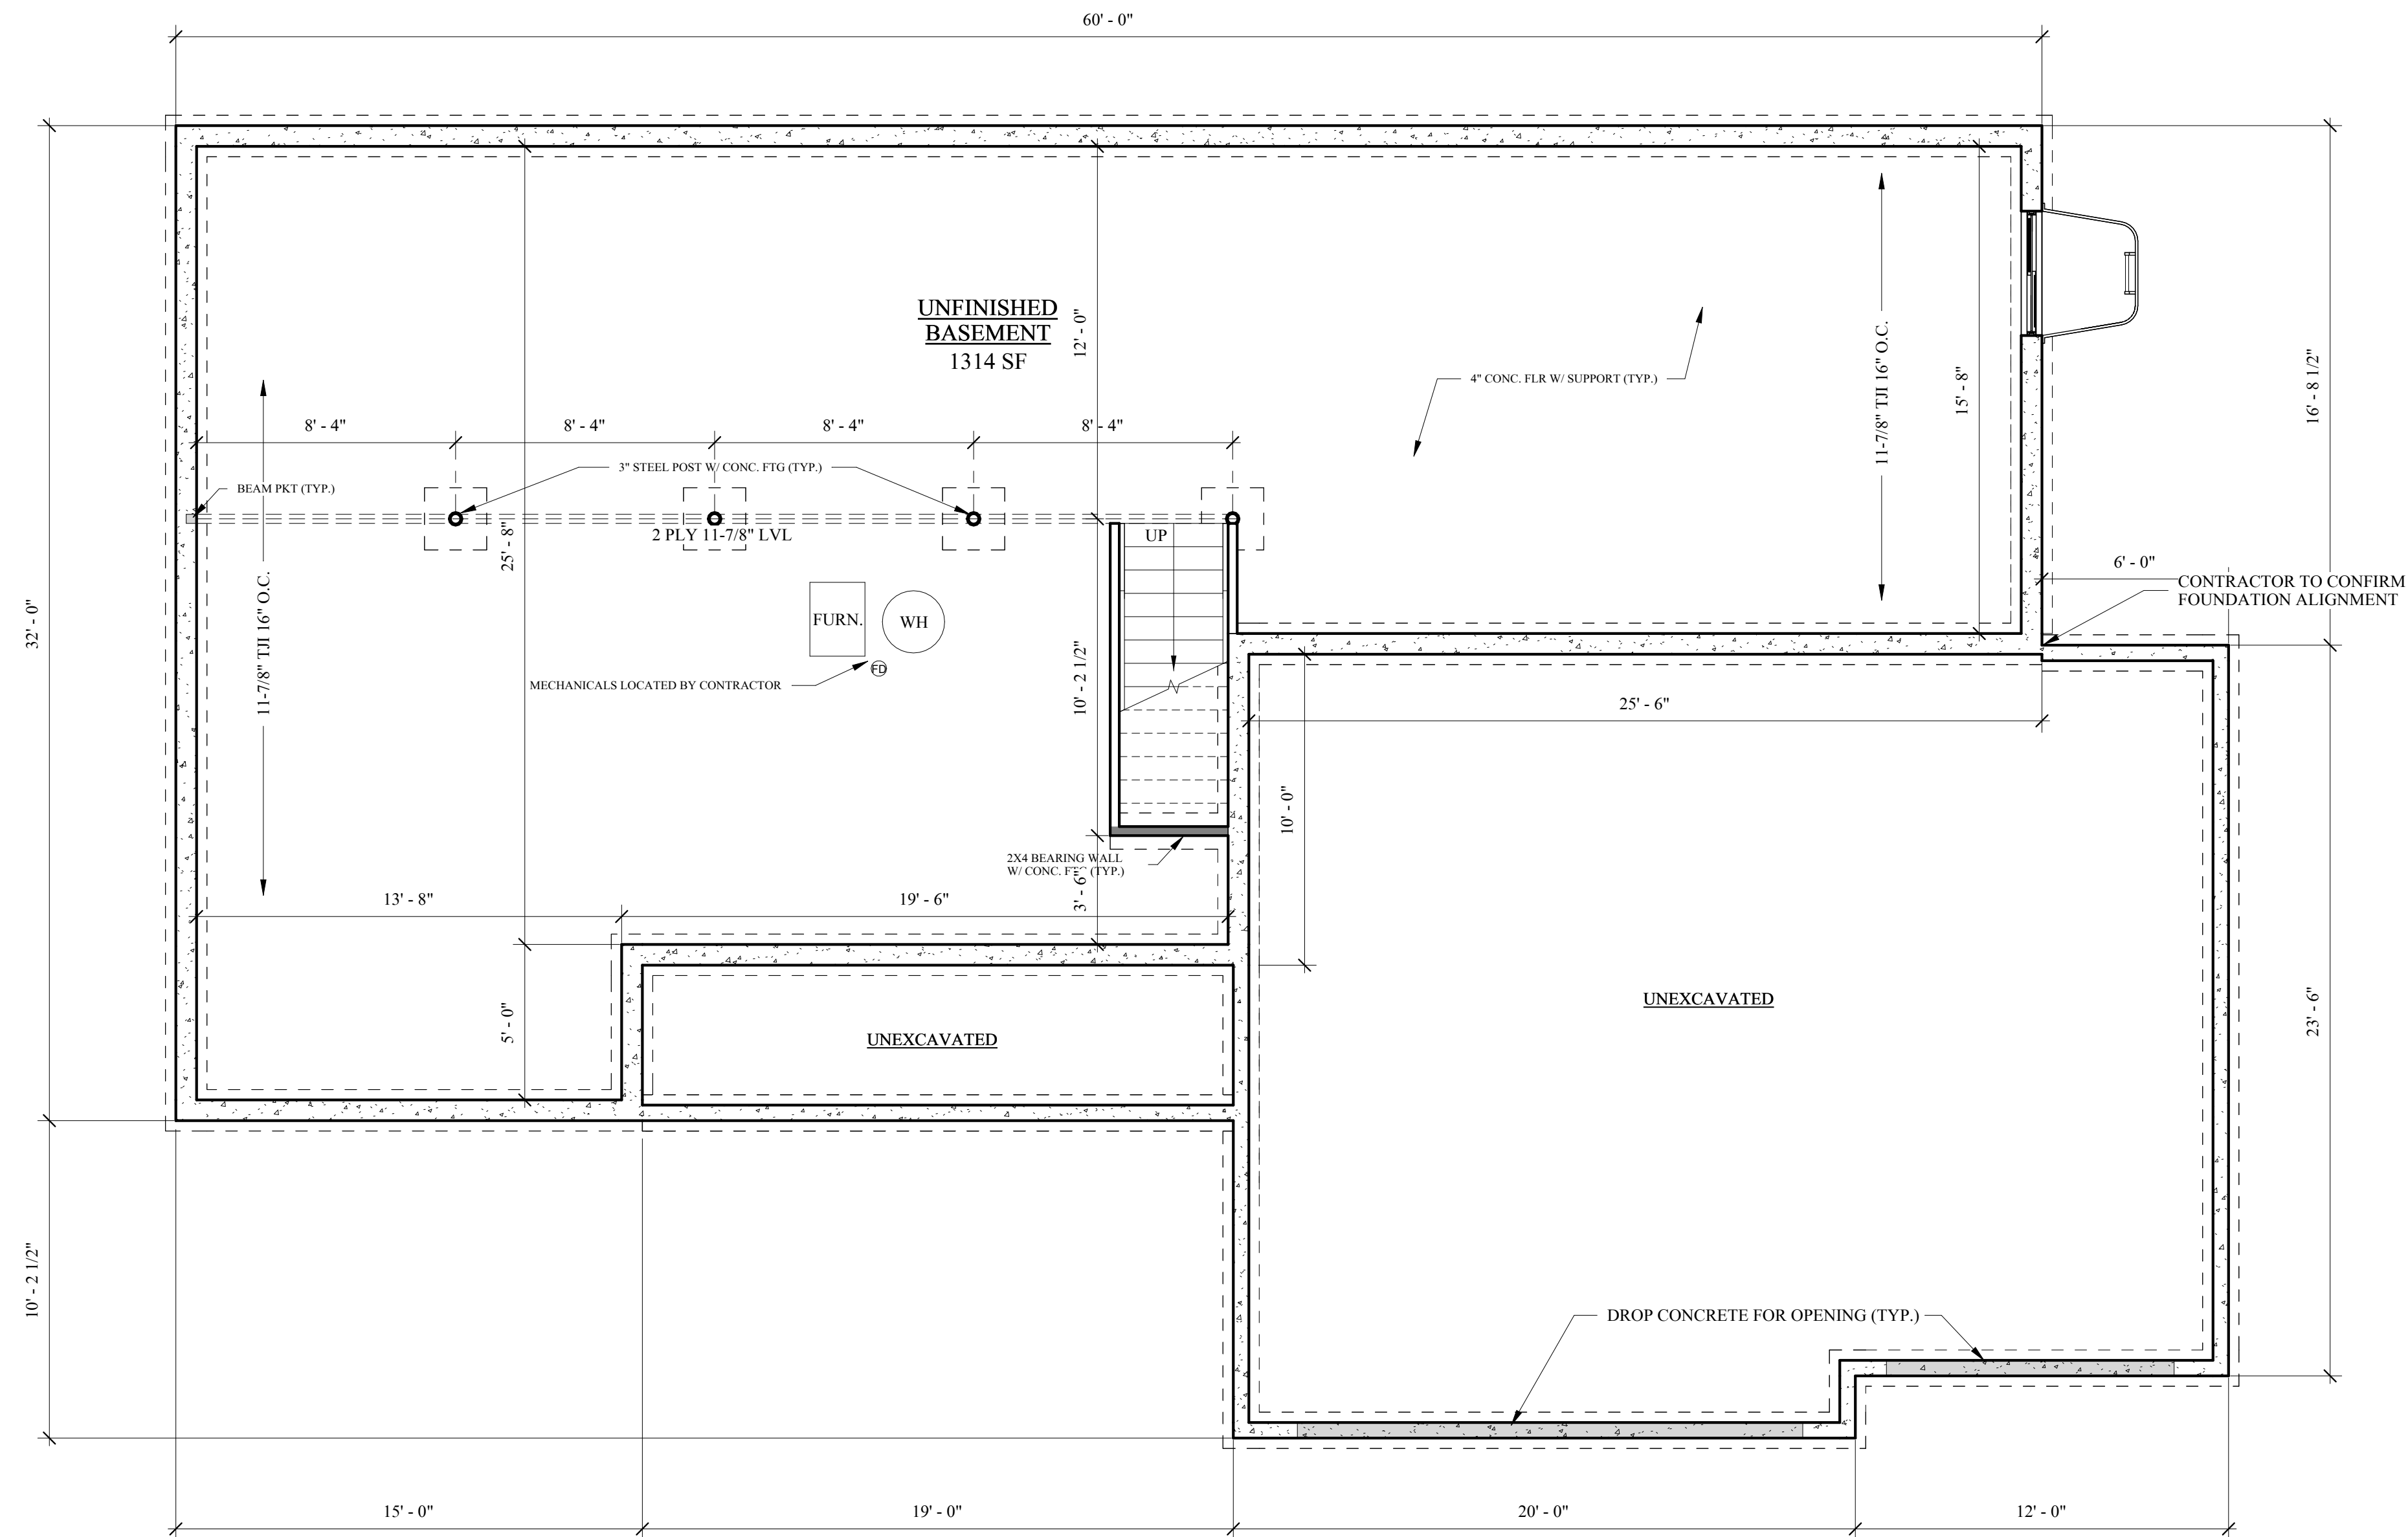 60' - 0"
UNFINISHED
BASEMENT
1314 SF
12' - 0"
4" CONC. FLR W/ SUPPORT (TYP.)
11-7/8" TJI 16" O.C.
15' - 8"
16' - 8 1/2"
8' - 4"
8' - 4"
8' - 4"
8' - 4"
3" STEEL POST W/ CONC. FTG (TYP.)
BEAM PKT (TYP.)
2 PLY 11-7/8" LVL
25' - 8"
UP
6' - 0"
CONTRACTOR TO CONFIRM
FOUNDATION ALIGNMENT
32' - 0"
11-7/8" TJI 16" O.C.
FURN.
WH
FD
MECHANICALS LOCATED BY CONTRACTOR
10' - 2 1/2"
25' - 6"
10' - 0"
2X4 BEARING WALL
W/ CONC. FTG (TYP.)
3' - 6"
13' - 8"
19' - 6"
5' - 0"
UNEXCAVATED
UNEXCAVATED
23' - 6"
10' - 2 1/2"
DROP CONCRETE FOR OPENING (TYP.)
15' - 0"
19' - 0"
20' - 0"
12' - 0"